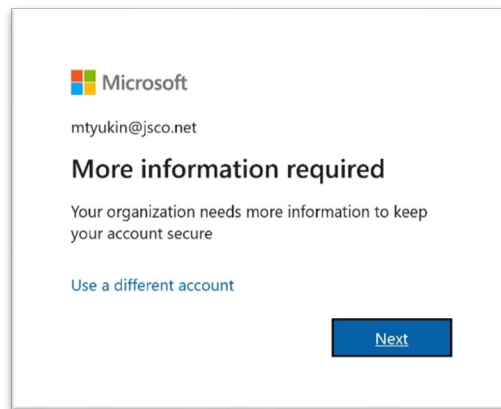 Microsoft
mtyukin@jsco.net
More information required
Your organization needs more information to keep
your account secure
Use a different account
Next